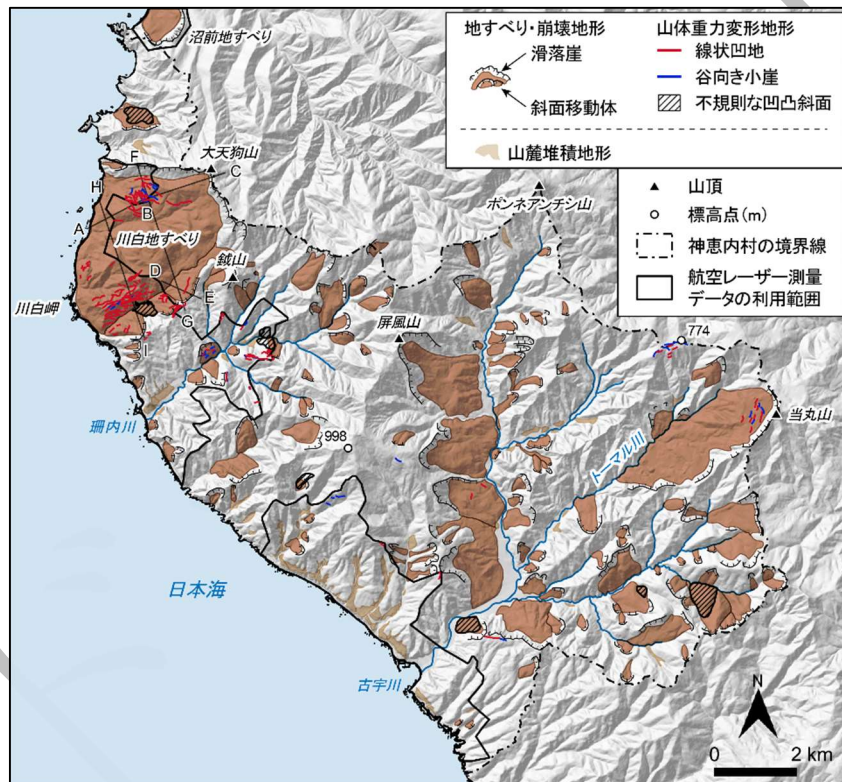 地すべり・崩壊地形
滑落崖
斜面移動体
山麓堆積地形
山体重力変形地形
線状凹地
谷向き小崖
不規則な凹凸斜面
山頂
標高点(m)
神恵内村の境界線
航空レーザー測量
データの利用範囲
沼前地すべり
大天狗山
ポンネアンチシ山
F
C
H
B
A
川白地すべり
鉞山
D
E
川白岬
G
I
屏風山
774
当丸山
珊内川
998
トーマル川
日本海
古宇川
N
0 2 km